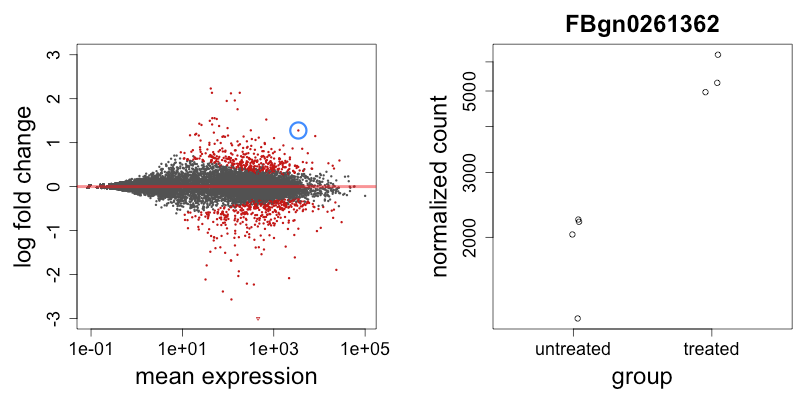 log fold change
3
2
1
0
-1
-2
-3
1e-01 1e+01 1e+03 1e+05
mean expression
FBgn0261362
normalized count
5000
3000
2000
untreated treated
group